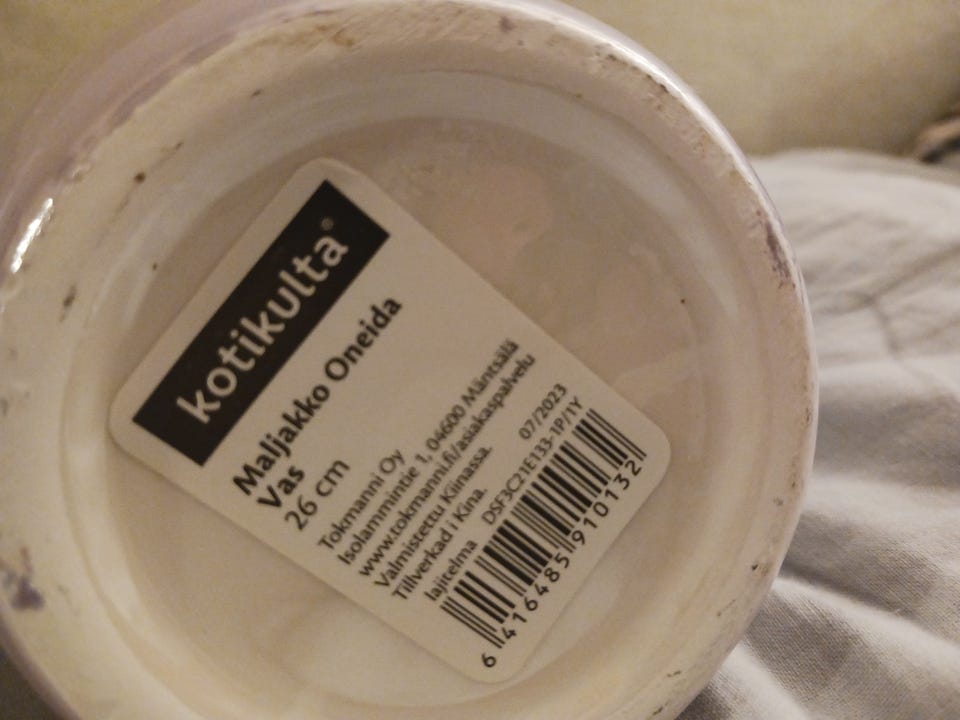 kotikulta®
Maljakko Oneida
Vas
26 cm
Tokmanni Oy
Isolammintie 1, 04600 Mäntsälä
www.tokmanni.fi/asiakaspalvelu
Valmistettu Kiinassa.
Tillverkad i Kina.
07/2023
lajitelma DSF3C21E133-1P/1Y
6 416485 910132